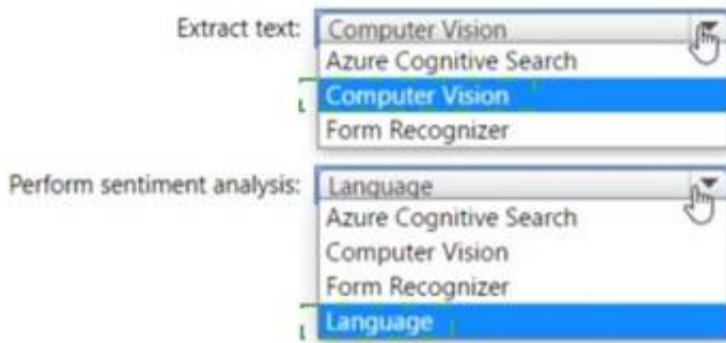 Extract text: Computer Vision
Azure Cognitive Search
Computer Vision
Form Recognizer
Perform sentiment analysis: Language
Azure Cognitive Search
Computer Vision
Form Recognizer
Language